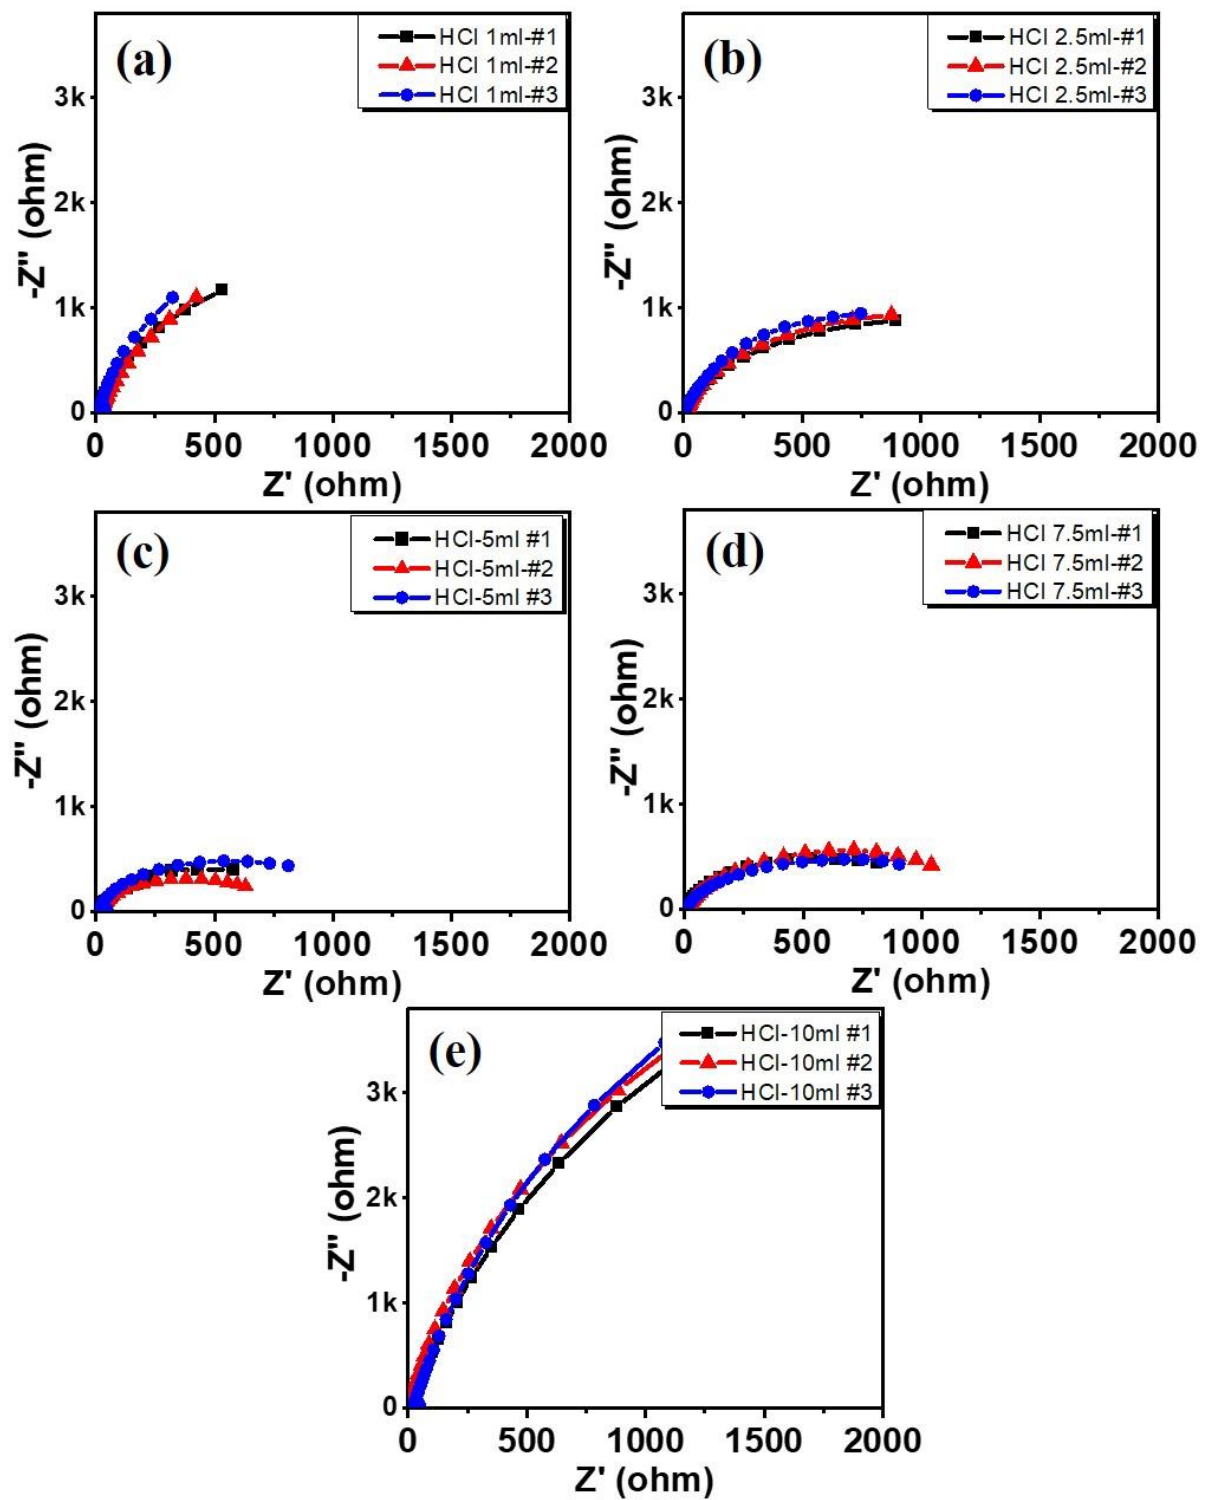 (a)
HCl 1ml-#1
HCl 1ml-#2
HCl 1ml-#3
3k
2k
1k
0
-Z" (ohm)
0 500 1000 1500 2000
Z' (ohm)
(b)
HCl 2.5ml-#1
HCl 2.5ml-#2
HCl 2.5ml-#3
3k
2k
1k
0
-Z" (ohm)
0 500 1000 1500 2000
Z' (ohm)
(c)
HCl-5ml #1
HCl-5ml-#2
HCl-5ml #3
3k
2k
1k
0
-Z" (ohm)
0 500 1000 1500 2000
Z' (ohm)
(d)
HCl 7.5ml-#1
HCl 7.5ml-#2
HCl 7.5ml-#3
3k
2k
1k
0
-Z" (ohm)
0 500 1000 1500 2000
Z' (ohm)
(e)
HCl-10ml #1
HCl-10ml #2
HCl-10ml #3
3k
2k
1k
0
-Z" (ohm)
0 500 1000 1500 2000
Z' (ohm)